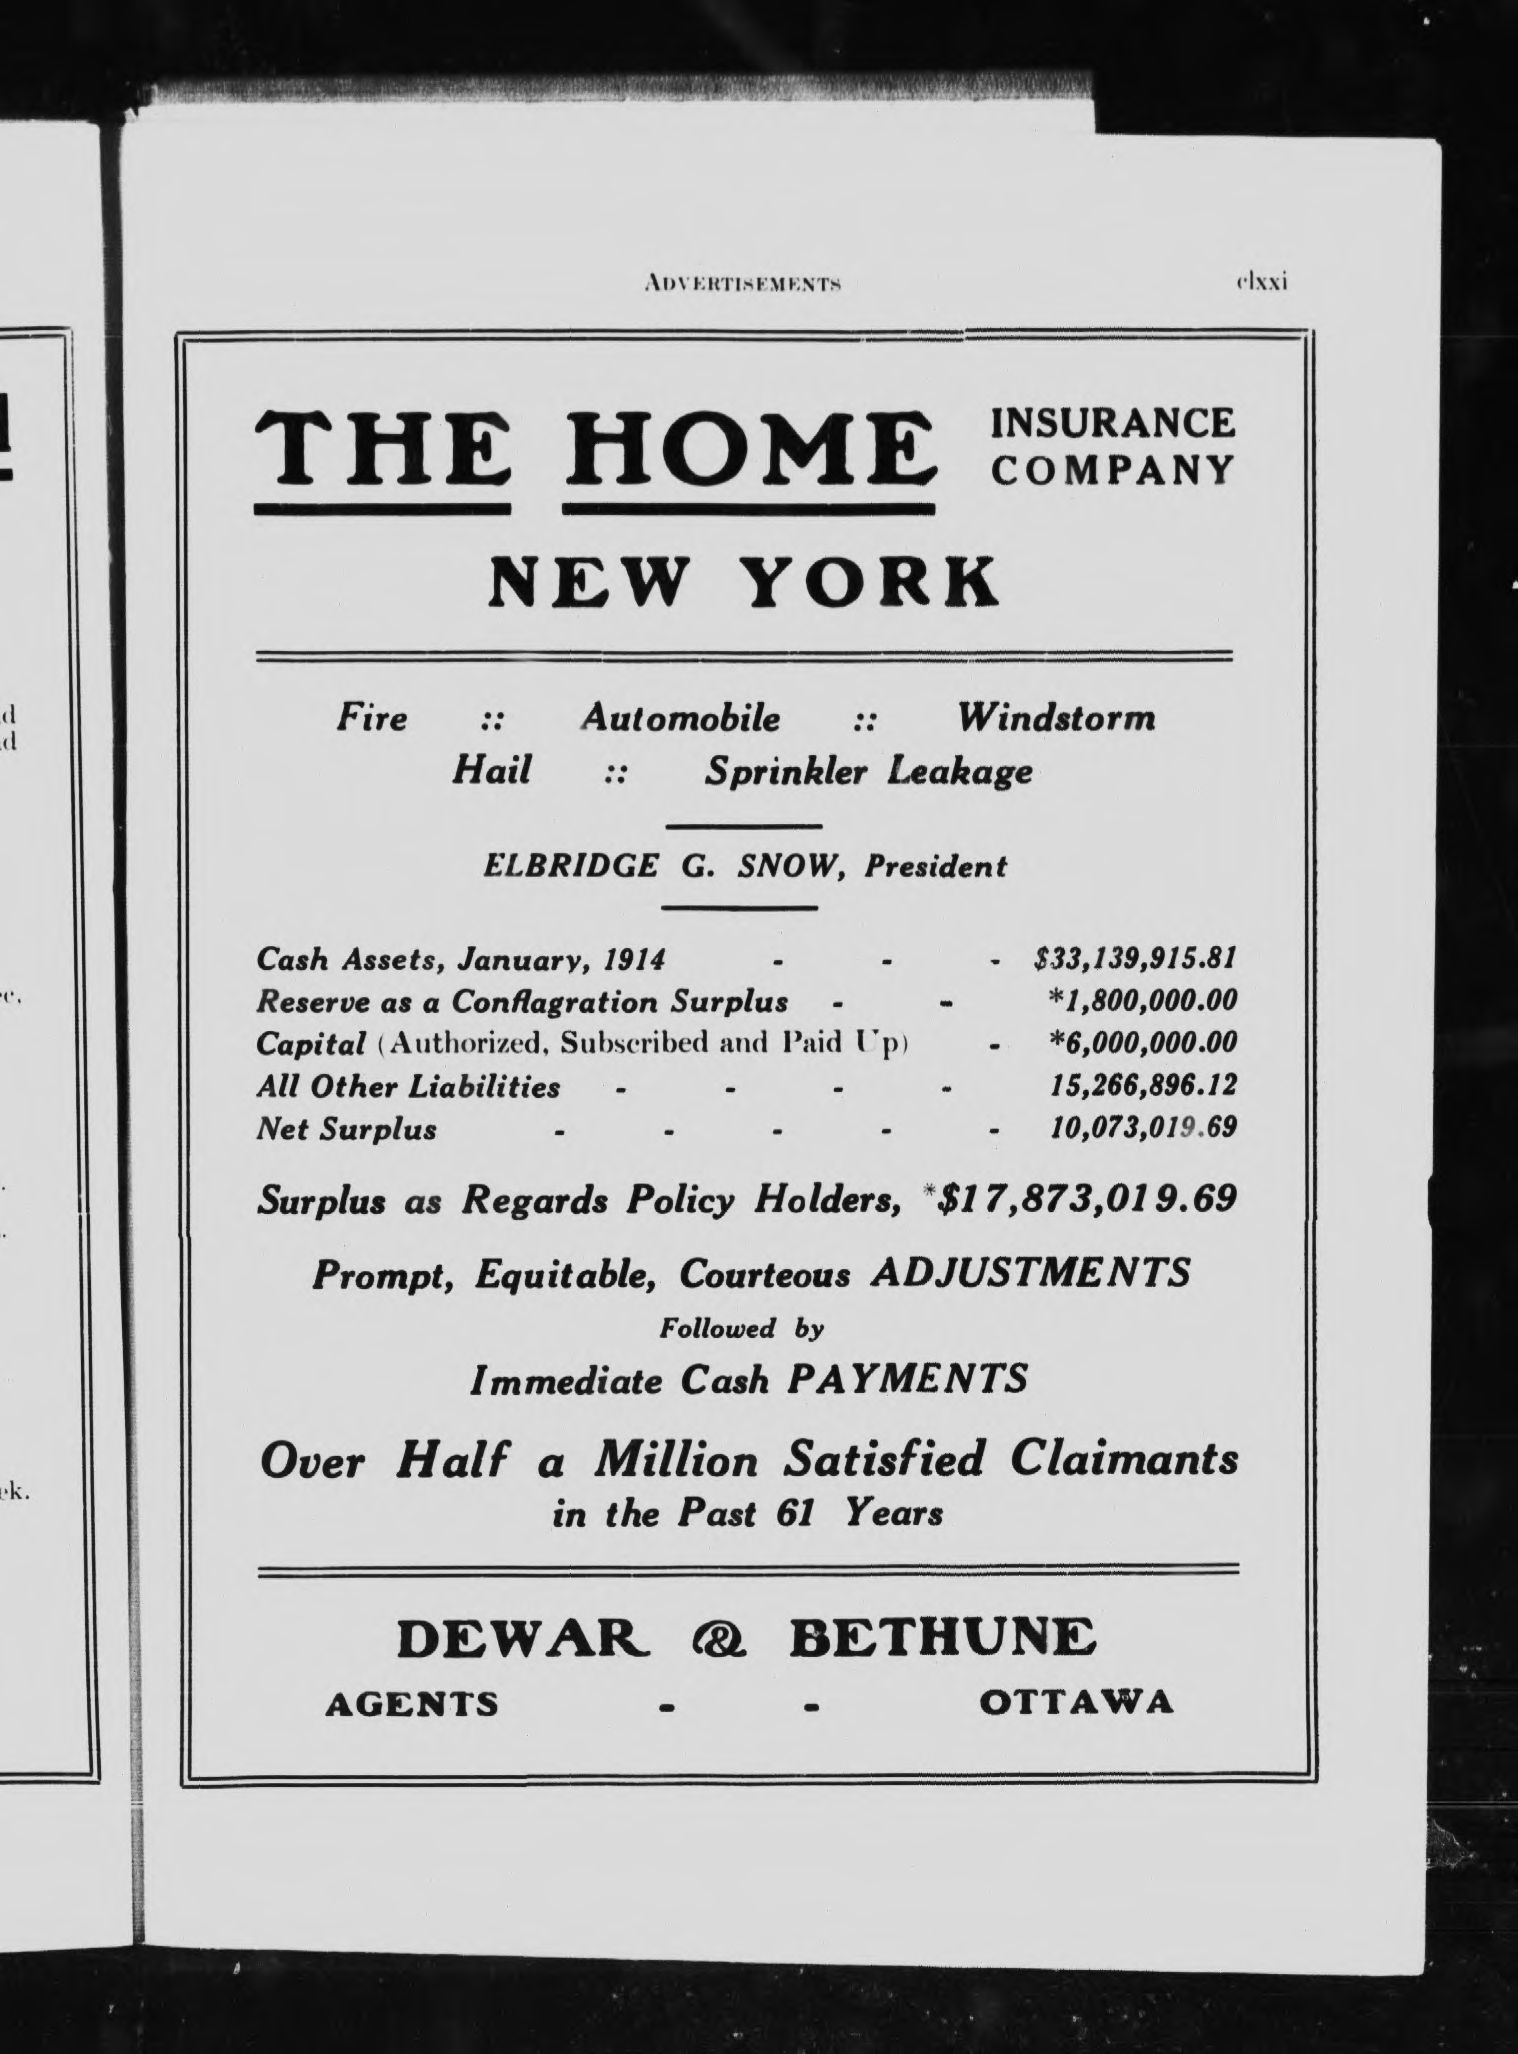 ADVERTISEMENTS clxxi
THE HOME INSURANCE COMPANY
NEW YORK
Fire :: Automobile :: Windstorm
Hail :: Sprinkler Leakage
ELBRIDGE G. SNOW, President
Cash Assets, January, 1914 - - - $33,139,915.81
Reserve as a Conflagration Surplus - - *1,800,000.00
Capital (Authorized, Subscribed and Paid Up) - *6,000,000.00
All Other Liabilities - - - - 15,266,896.12
Net Surplus - - - - - 10,073,019.69
Surplus as Regards Policy Holders, *$17,873,019.69
Prompt, Equitable, Courteous ADJUSTMENTS
Followed by
Immediate Cash PAYMENTS
Over Half a Million Satisfied Claimants
in the Past 61 Years
DEWAR & BETHUNE
AGENTS - - OTTAWA